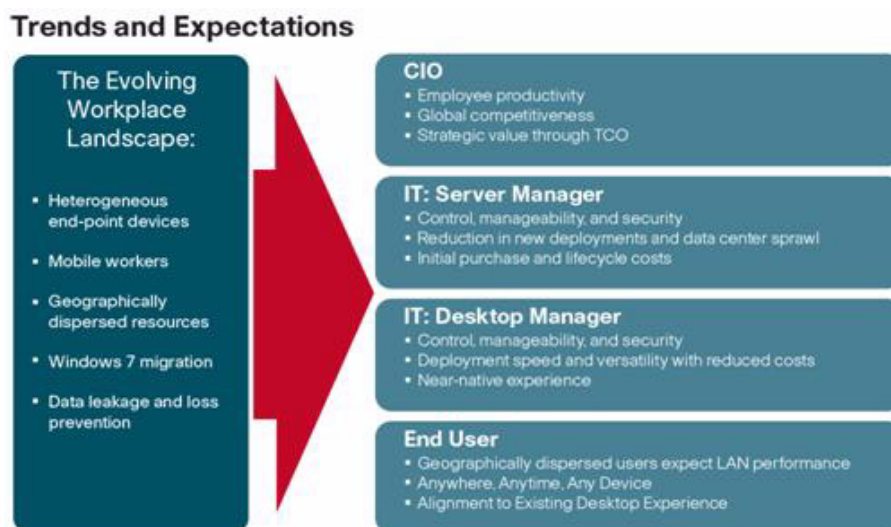 Trends and Expectations
The Evolving
Workplace
Landscape:
▪ Heterogeneous
end-point devices
▪ Mobile workers
▪ Geographically
dispersed resources
▪ Windows 7 migration
▪ Data leakage and loss
prevention
CIO
▪ Employee productivity
▪ Global competitiveness
▪ Strategic value through TCO
IT: Server Manager
▪ Control, manageability, and security
▪ Reduction in new deployments and data center sprawl
▪ Initial purchase and lifecycle costs
IT: Desktop Manager
▪ Control, manageability, and security
▪ Deployment speed and versatility with reduced costs
▪ Near-native experience
End User
▪ Geographically dispersed users expect LAN performance
▪ Anywhere, Anytime, Any Device
▪ Alignment to Existing Desktop Experience